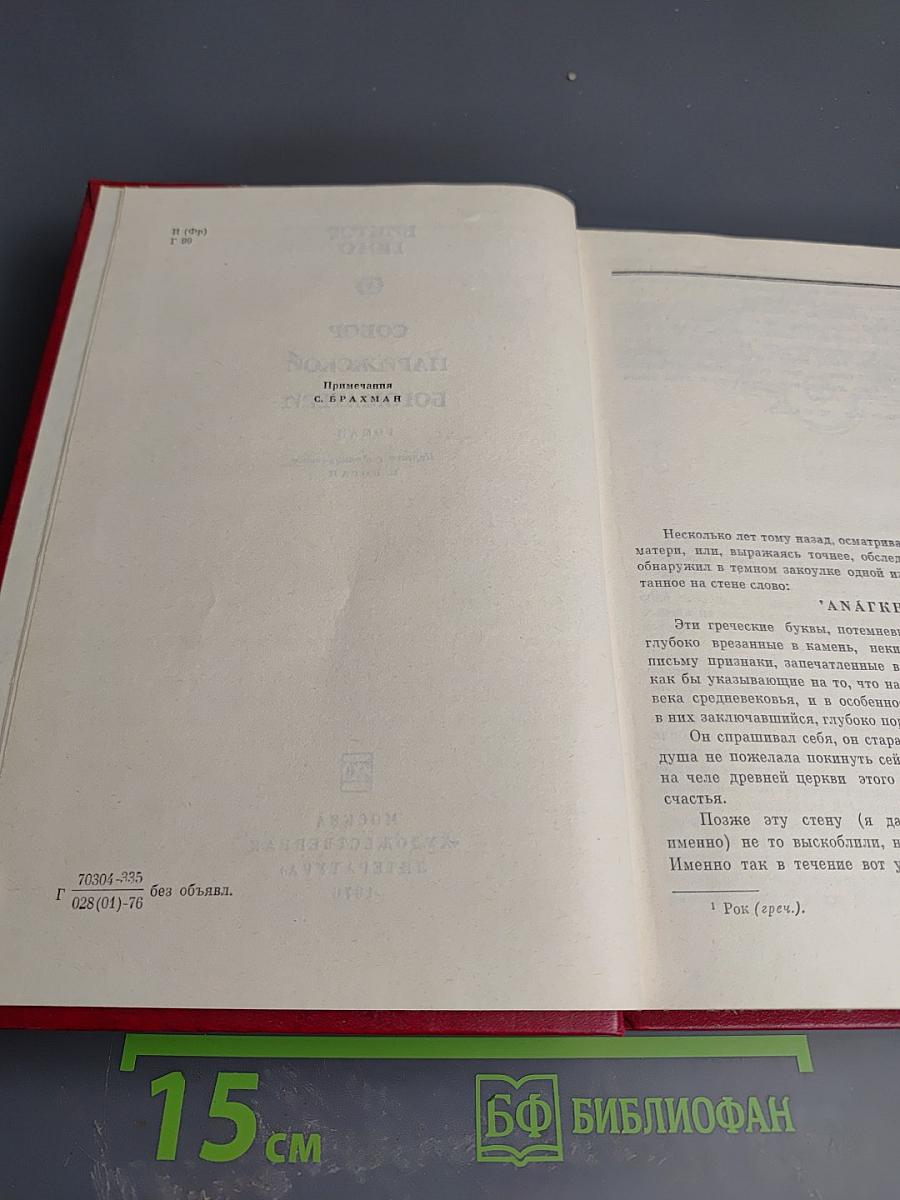 И (Фр)
Г 99
Примечания
С. БРАХМАН
Г 70304-335
028(01)-76 без объявл.
Несколько лет тому назад, осматрива
матери, или, выражаясь точнее, обслед
обнаружил в темном закоулке одной из
танное на стене слово:
'ΑΝΆΓΚΗ
Эти греческие буквы, потемневш
глубоко врезанные в камень, неки
письму признаки, запечатленные в
как бы указывающие на то, что на
века средневековья, и в особенно
в них заключавшийся, глубоко пор
Он спрашивал себя, он стара
душа не пожелала покинуть сей
на челе древней церкви этого
счастья.
Позже эту стену (я да
именно) не то выскоблили, н
Именно так в течение вот у
¹ Рок (греч.).
15 см
БФ БИБЛИОФАН